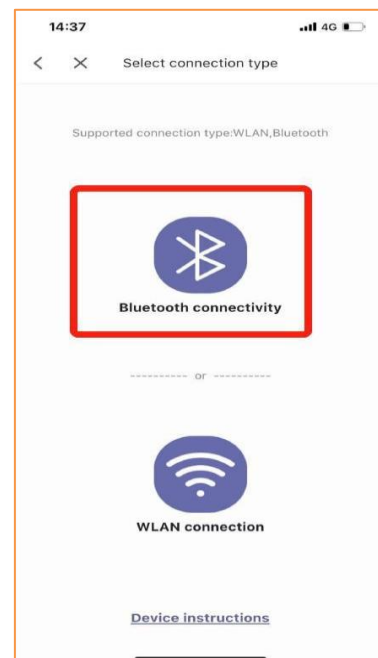 14:37 4G
Select connection type
Supported connection type:WLAN,Bluetooth
Bluetooth connectivity
---------- or ----------
WLAN connection
Device instructions